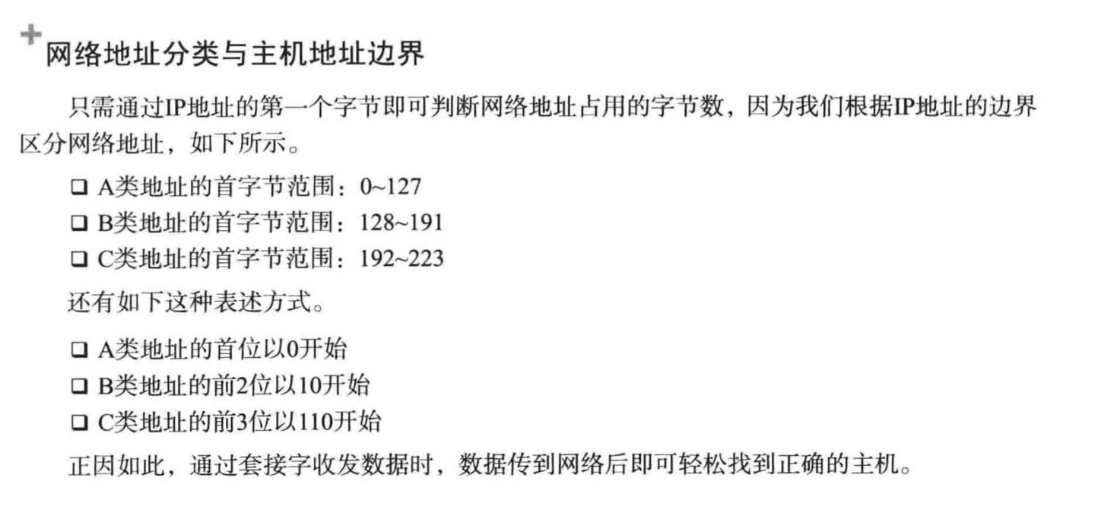 网络地址分类与主机地址边界
只需通过IP地址的第一个字节即可判断网络地址占用的字节数，因为我们根据IP地址的边界
区分网络地址，如下所示。
❑ A类地址的首字节范围：0~127
❑ B类地址的首字节范围：128~191
❑ C类地址的首字节范围：192~223
还有如下这种表述方式。
❑ A类地址的首位以0开始
❑ B类地址的前2位以10开始
❑ C类地址的前3位以110开始
正因如此，通过套接字收发数据时，数据传到网络后即可轻松找到正确的主机。